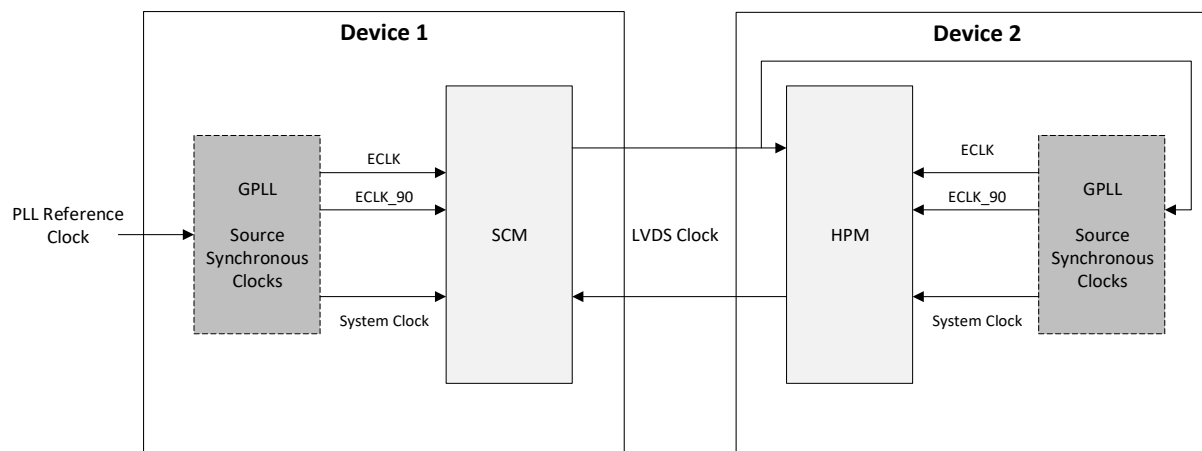 Device 1
Device 2
PLL Reference
Clock
GPLL
Source
Synchronous
Clocks
ECLK
ECLK_90
System Clock
SCM
LVDS Clock
HPM
ECLK
ECLK_90
System Clock
GPLL
Source
Synchronous
Clocks